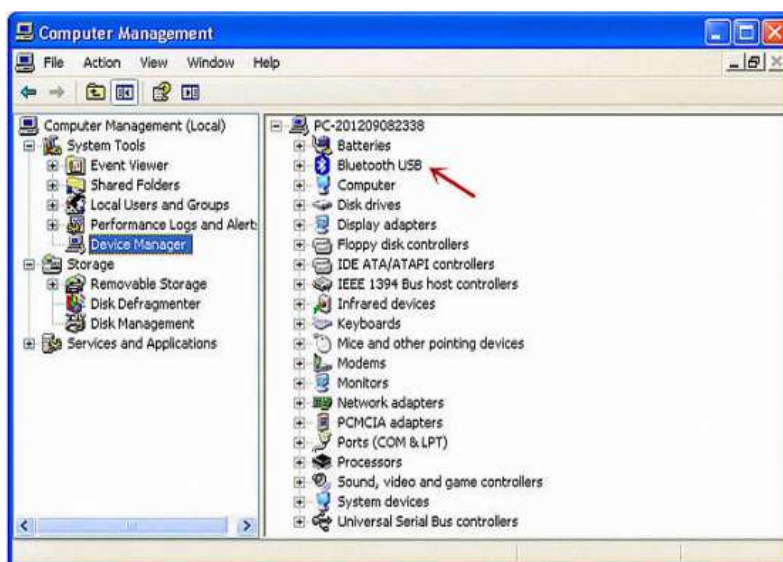 Computer Management
File Action View Window Help
Computer Management (Local)
System Tools
Event Viewer
Shared Folders
Local Users and Groups
Performance Logs and Alert
Device Manager
Storage
Removable Storage
Disk Defragmenter
Disk Management
Services and Applications
PC-201209082338
Batteries
Bluetooth USB
Computer
Disk drives
Display adapters
Floppy disk controllers
IDE ATA/ATAPI controllers
IEEE 1394 Bus host controllers
Infrared devices
Keyboards
Mice and other pointing devices
Modems
Monitors
Network adapters
PCMCIA adapters
Ports (COM & LPT)
Processors
Sound, video and game controllers
System devices
Universal Serial Bus controllers